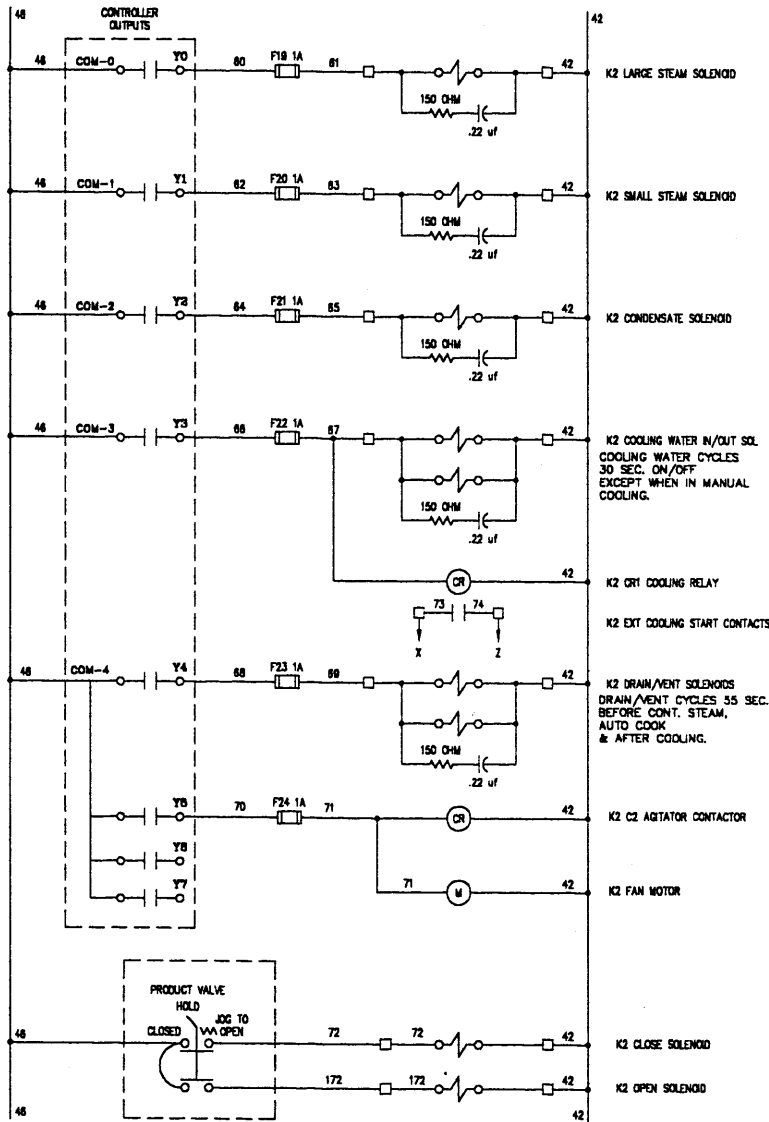 46
CONTROLLER
OUTPUTS
42
46 COM-0 Y0 60 F19 1A 61 42 K2 LARGE STEAM SOLENOID
150 OHM
.22 uf
46 COM-1 Y1 62 F20 1A 63 42 K2 SMALL STEAM SOLENOID
150 OHM
.22 uf
46 COM-2 Y2 64 F21 1A 65 42 K2 CONDENSATE SOLENOID
150 OHM
.22 uf
46 COM-3 Y3 66 F22 1A 67 42 K2 COOLING WATER IN/OUT SOL
COOLING WATER CYCLES
30 SEC. ON/OFF
EXCEPT WHEN IN MANUAL
COOLING.
150 OHM
.22 uf
CR 42 K2 CR1 COOLING RELAY
73 74 K2 EXT COOLING START CONTACTS
X Z
46 COM-4 Y4 68 F23 1A 69 42 K2 DRAIN/VENT SOLENOIDS
DRAIN/VENT CYCLES 55 SEC.
BEFORE CONT. STEAM,
AUTO COOK
& AFTER COOLING.
150 OHM
.22 uf
Y5 70 F24 1A 71 CR 42 K2 C2 AGITATOR CONTACTOR
Y6
Y7 71 M 42 K2 FAN MOTOR
PRODUCT VALVE
HOLD
CLOSED JOG TO
OPEN
46 72 72 42 K2 CLOSE SOLENOID
172 172 42 K2 OPEN SOLENOID
46 42